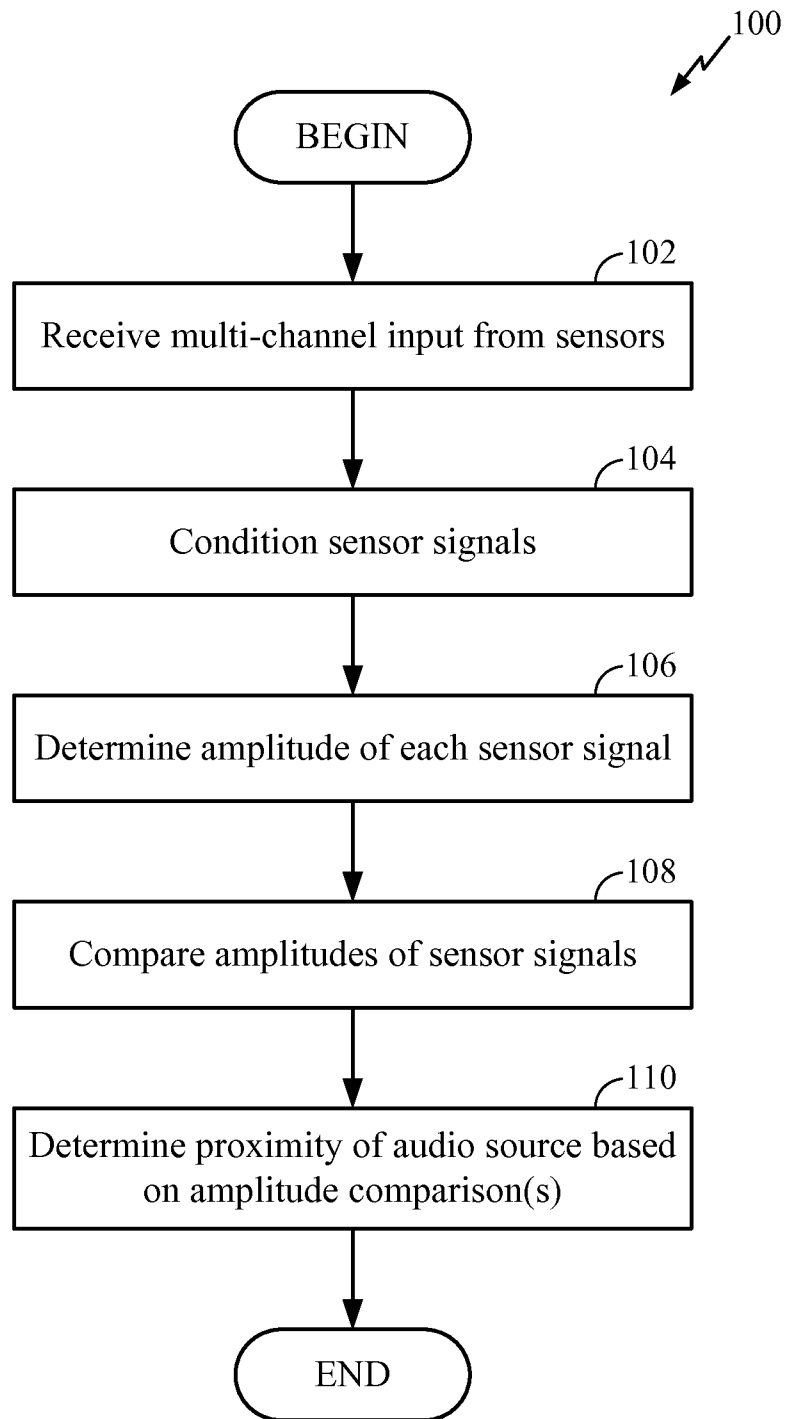 100
BEGIN
102
Receive multi-channel input from sensors
104
Condition sensor signals
106
Determine amplitude of each sensor signal
108
Compare amplitudes of sensor signals
110
Determine proximity of audio source based
on amplitude comparison(s)
END